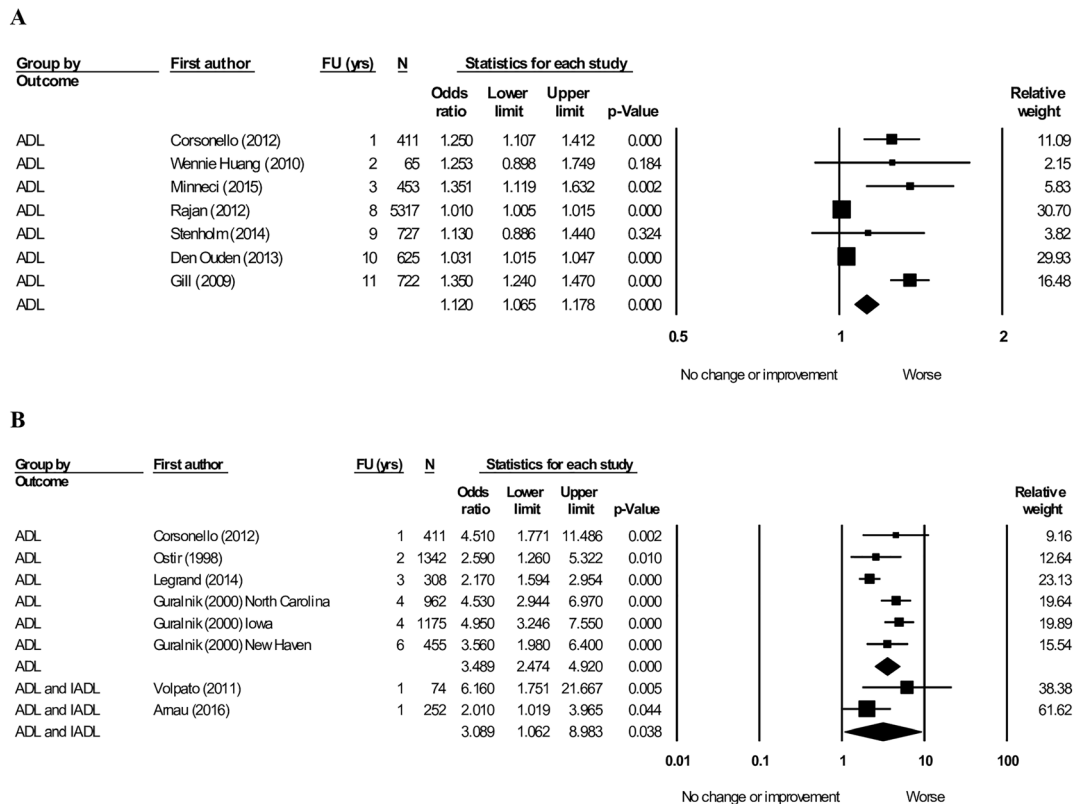 A
Group by First author FU (yrs) N Statistics for each study
Outcome
Odds Lower Upper Relative
ratio limit limit p-Value weight
ADL Corsonello (2012) 1 411 1.250 1.107 1.412 0.000 11.09
ADL Wennie Huang (2010) 2 65 1.253 0.898 1.749 0.184 2.15
ADL Minneci (2015) 3 453 1.351 1.119 1.632 0.002 5.83
ADL Rajan (2012) 8 5317 1.010 1.005 1.015 0.000 30.70
ADL Stenholm (2014) 9 727 1.130 0.886 1.440 0.324 3.82
ADL Den Ouden (2013) 10 625 1.031 1.015 1.047 0.000 29.93
ADL Gill (2009) 11 722 1.350 1.240 1.470 0.000 16.48
ADL 1.120 1.065 1.178 0.000
0.5 1 2
No change or improvement Worse
B
Group by First author FU (yrs) N Statistics for each study
Outcome
Odds Lower Upper Relative
ratio limit limit p-Value weight
ADL Corsonello (2012) 1 411 4.510 1.771 11.486 0.002 9.16
ADL Ostir (1998) 2 1342 2.590 1.260 5.322 0.010 12.64
ADL Legrand (2014) 3 308 2.170 1.594 2.954 0.000 23.13
ADL Guralnik (2000) North Carolina 4 962 4.530 2.944 6.970 0.000 19.64
ADL Guralnik (2000) Iowa 4 1175 4.950 3.246 7.550 0.000 19.89
ADL Guralnik (2000) New Haven 6 455 3.560 1.980 6.400 0.000 15.54
ADL 3.489 2.474 4.920 0.000
ADL and IADL Volpato (2011) 1 74 6.160 1.751 21.667 0.005 38.38
ADL and IADL Arnau (2016) 1 252 2.010 1.019 3.965 0.044 61.62
ADL and IADL 3.089 1.062 8.983 0.038
0.01 0.1 1 10 100
No change or improvement Worse